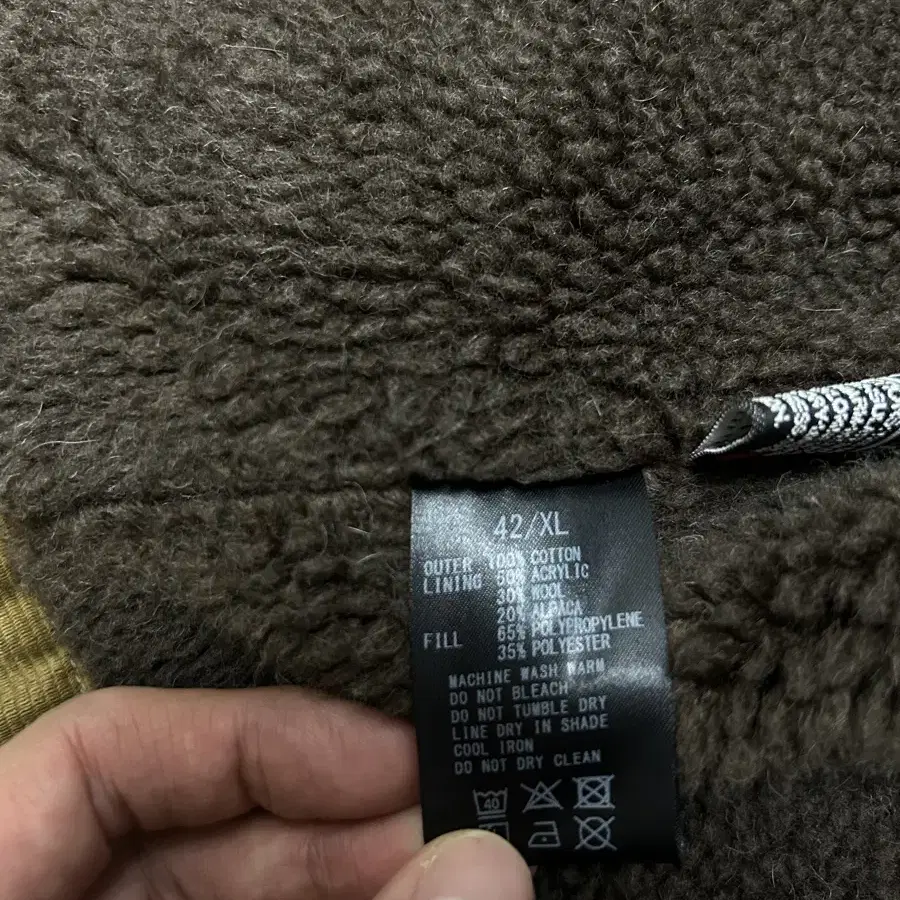 42/XL
OUTER 100% COTTON
LINING 50% ACRYLIC
30% WOOL
20% ALPACA
FILL 65% POLYPROPYLENE
35% POLYESTER
MACHINE WASH WARM
DO NOT BLEACH
DO NOT TUMBLE DRY
LINE DRY IN SHADE
COOL IRON
DO NOT DRY CLEAN
40